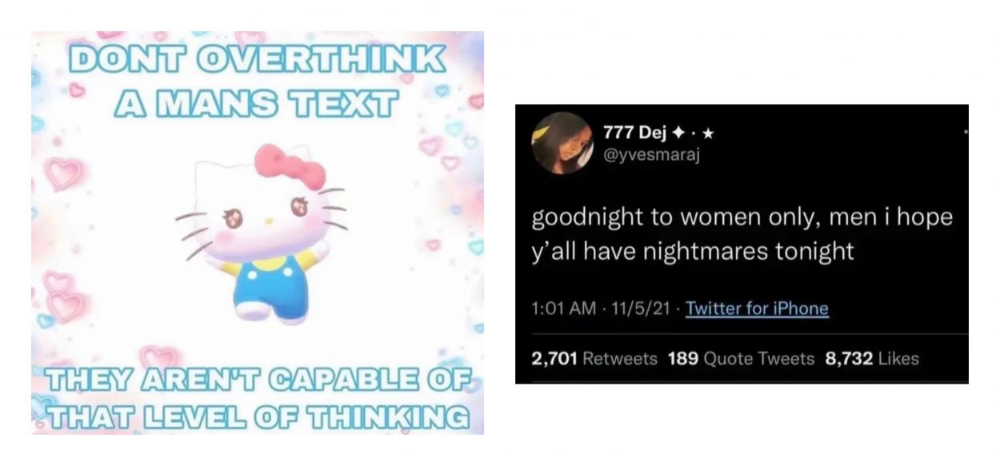 DONT OVERTHINK
A MANS TEXT
THEY AREN'T CAPABLE OF
THAT LEVEL OF THINKING
777 Dej ✦ · ★
@yvesmaraj
goodnight to women only, men i hope
y’all have nightmares tonight
1:01 AM · 11/5/21 · Twitter for iPhone
2,701 Retweets 189 Quote Tweets 8,732 Likes